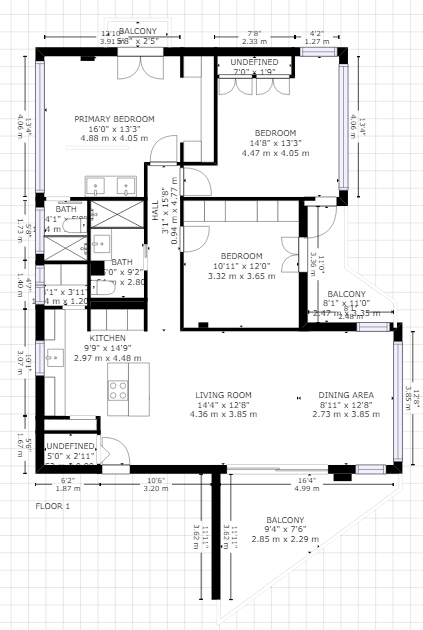 BALCONY
5'8" x 2'5"
12'10"
3.91
7'8"
2.33 m
4'2"
1.27 m
UNDEFINED
7'0" x 1'9"
13'4"
4.06 m
13'4"
4.06 m
PRIMARY BEDROOM
16'0" x 13'3"
4.88 m x 4.05 m
BEDROOM
14'8" x 13'3"
4.47 m x 4.05 m
HALL
3'1" x 15'8"
0.94 m x 4.77 m
BATH
5'8"
1.73 m
BATH
x 9'2"
x 2.80
BEDROOM
10'11" x 12'0"
3.32 m x 3.65 m
11'0"
3.36 m
4'7"
1.40 m
x 3'11"
x 1.20
BALCONY
8'1" x 11'0"
2.47 m x 3.35 m
2.48 m
KITCHEN
9'9" x 14'9"
2.97 m x 4.48 m
10'1"
3.07 m
LIVING ROOM
14'4" x 12'8"
4.36 m x 3.85 m
DINING AREA
8'11" x 12'8"
2.73 m x 3.85 m
12'8"
3.85 m
UNDEFINED
5'0" x 2'11"
5'6"
1.67 m
6'2"
1.87 m
10'6"
3.20 m
16'4"
4.99 m
FLOOR 1
11'11"
3.62 m
11'11"
3.62 m
BALCONY
9'4" x 7'6"
2.85 m x 2.29 m